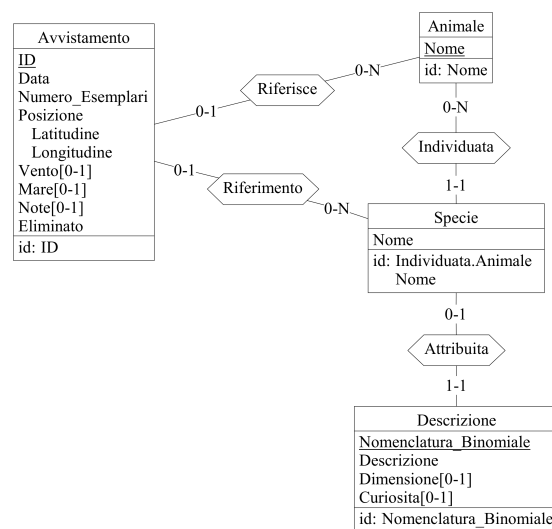 Avvistamento
ID
Data
Numero_Esemplari
Posizione
Latitudine
Longitudine
Vento[0-1]
Mare[0-1]
Note[0-1]
Eliminato
id: ID
0-1
Riferisce
0-N
Animale
Nome
id: Nome
0-N
Individuata
1-1
0-1
Riferimento
0-N
Specie
Nome
id: Individuata.Animale
Nome
0-1
Attribuita
1-1
Descrizione
Nomenclatura_Binomiale
Descrizione
Dimensione[0-1]
Curiosita[0-1]
id: Nomenclatura_Binomiale